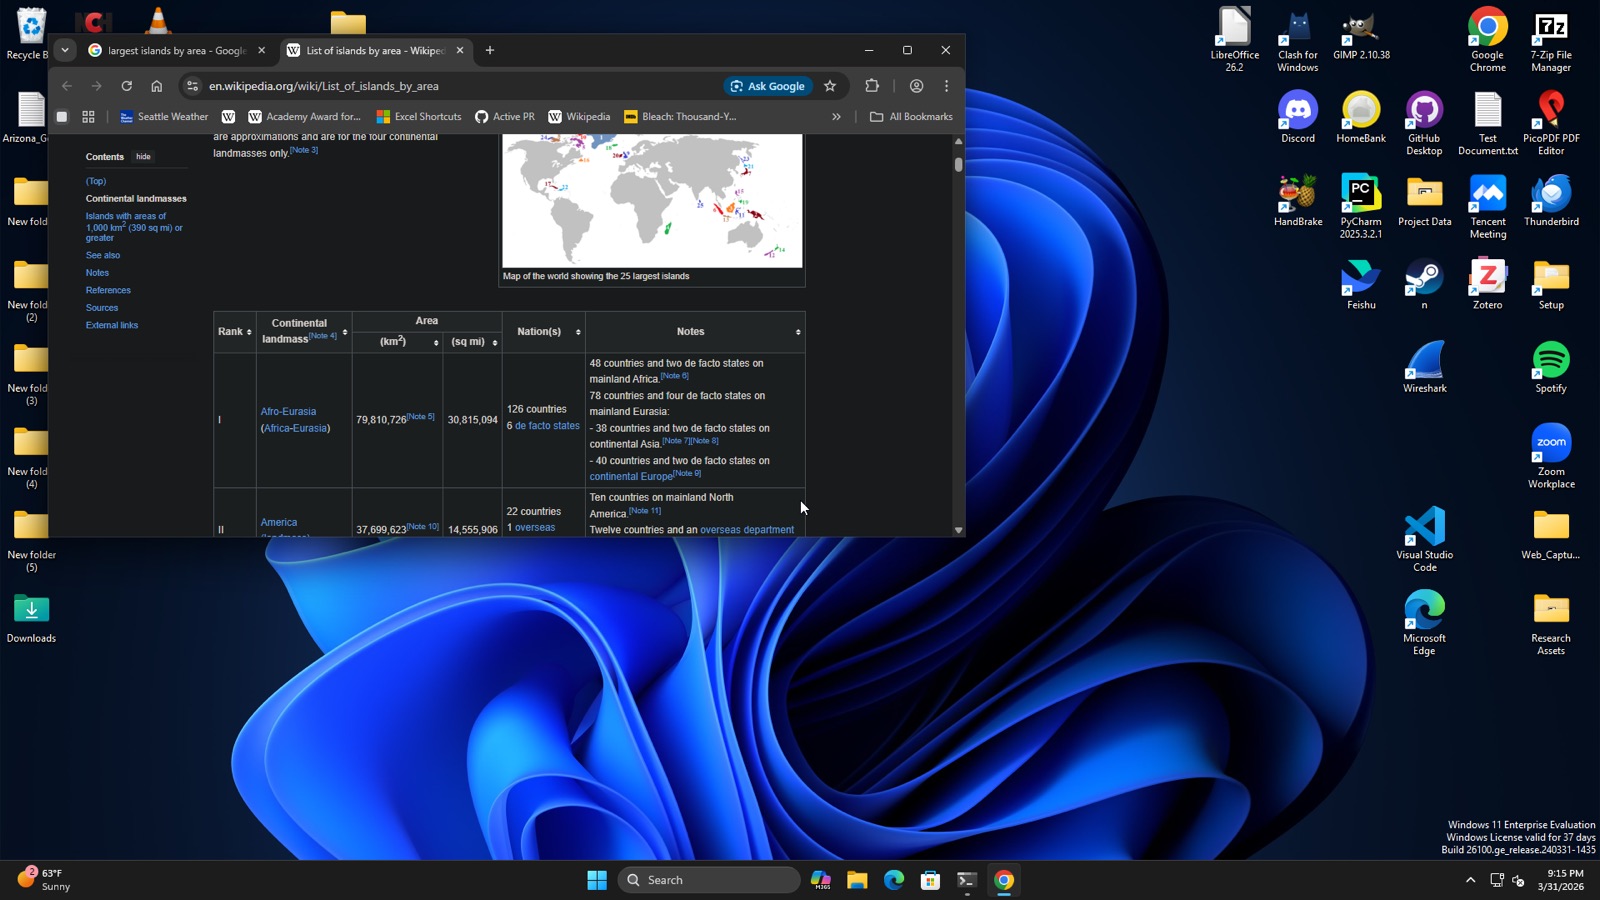 Recycle B
Arizona_G
New fold
New fold
(2)
New fold
(3)
New fold
(4)
New folder
(5)
Downloads
NCH
largest islands by area - Google
List of islands by area - Wikiped
en.wikipedia.org/wiki/List_of_islands_by_area
Ask Google
Seattle Weather
Academy Award for...
Excel Shortcuts
Active PR
Wikipedia
Bleach: Thousand-Y...
All Bookmarks
Contents
hide
(Top)
Continental landmasses
Islands with areas of
1,000 km2 (390 sq mi) or
greater
See also
Notes
References
Sources
External links
are approximations and are for the four continental
landmasses only.[Note 3]
Map of the world showing the 25 largest islands
Rank
Continental
landmass[Note 4]
Area
(km2)
(sq mi)
Nation(s)
Notes
I
Afro-Eurasia
(Africa-Eurasia)
79,810,726[Note 5]
30,815,094
126 countries
6 de facto states
48 countries and two de facto states on
mainland Africa.[Note 6]
78 countries and four de facto states on
mainland Eurasia:
- 38 countries and two de facto states on
continental Asia.[Note 7][Note 8]
- 40 countries and two de facto states on
continental Europe[Note 9]
II
America
37,699,623[Note 10]
14,555,906
22 countries
1 overseas
Ten countries on mainland North
America.[Note 11]
Twelve countries and an overseas department
LibreOffice
26.2
Clash for
Windows
GIMP 2.10.38
Google
Chrome
7-Zip File
Manager
Discord
HomeBank
GitHub
Desktop
Test
Document.txt
PicoPDF PDF
Editor
HandBrake
PyCharm
2025.3.2.1
Project Data
Tencent
Meeting
Thunderbird
Feishu
n
Zotero
Setup
Wireshark
Spotify
zoom
Zoom
Workplace
Visual Studio
Code
Web_Captu...
Microsoft
Edge
Research
Assets
Windows 11 Enterprise Evaluation
Windows License valid for 37 days
Build 26100.ge_release.240331-1435
2
63°F
Sunny
Search
M365
9:15 PM
3/31/2026